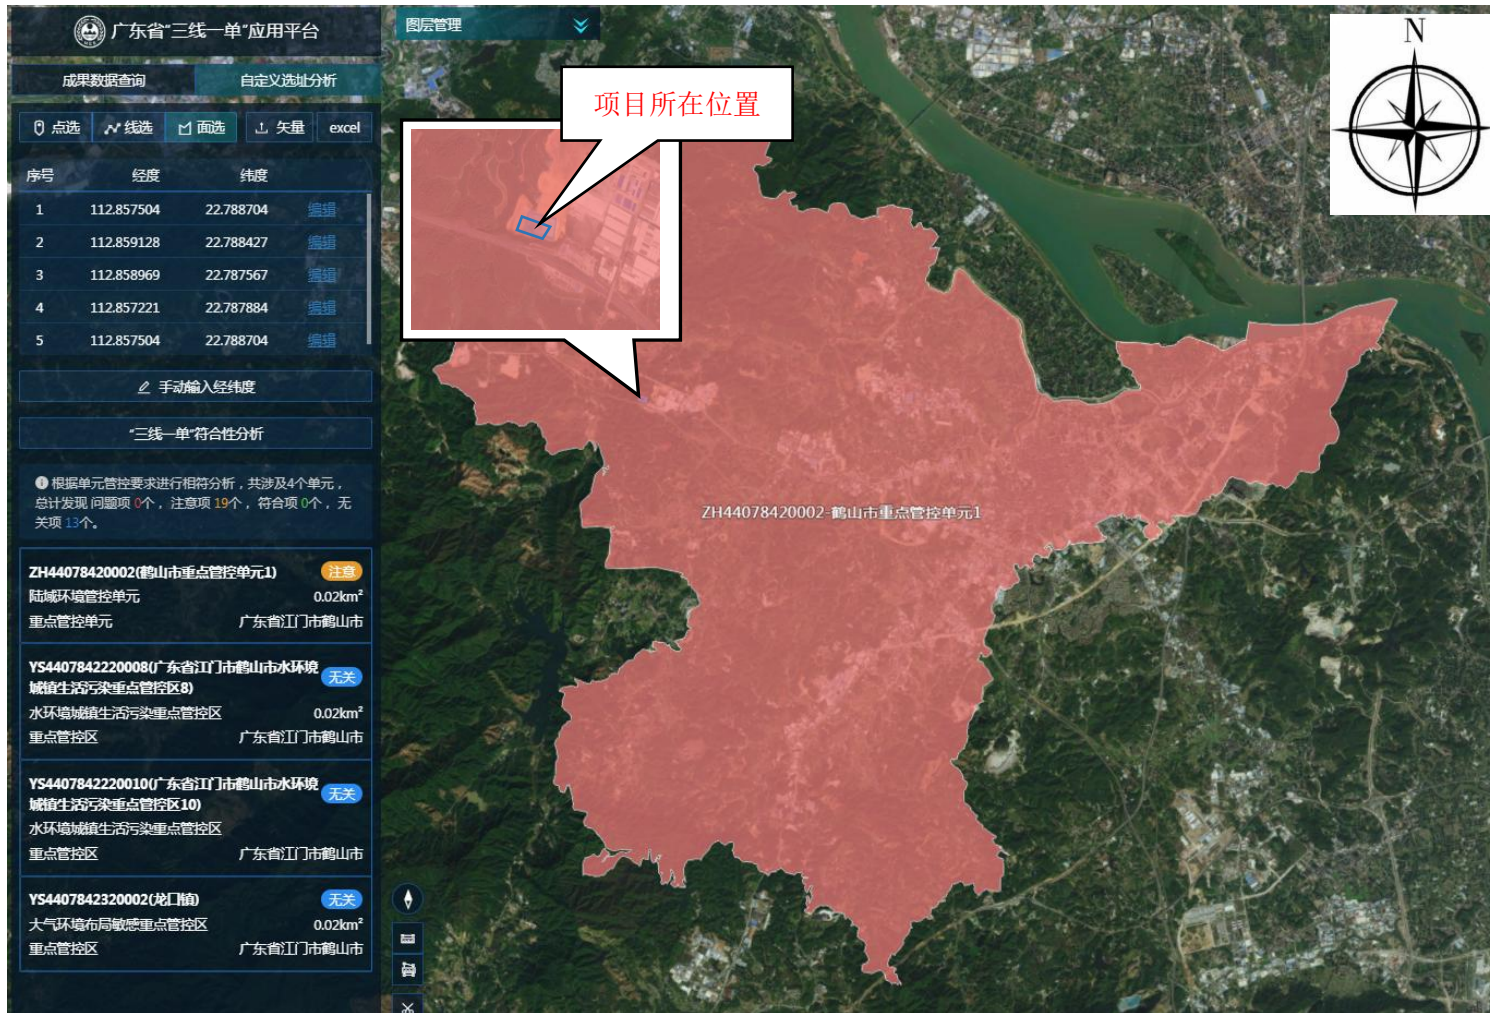 广东省“三线一单”应用平台
成果数据查询 自定义选址分析
点选 线选 面选 矢量 excel
序号 经度 纬度
1 112.857504 22.788704 编辑
2 112.859128 22.788427 编辑
3 112.858969 22.787567 编辑
4 112.857221 22.787884 编辑
5 112.857504 22.788704 编辑
手动输入经纬度
“三线一单”符合性分析
根据单元管控要求进行相符分析，共涉及4个单元，
总计发现 问题项 0个，注意项 19个，符合项 0个，无
关项 13个。
ZH44078420002(鹤山市重点管控单元1) 注意
陆域环境管控单元 0.02km²
重点管控单元 广东省江门市鹤山市
YS4407842220008(广东省江门市鹤山市水环境
城镇生活污染重点管控区8) 无关
水环境城镇生活污染重点管控区 0.02km²
重点管控区 广东省江门市鹤山市
YS4407842220010(广东省江门市鹤山市水环境
城镇生活污染重点管控区10) 无关
水环境城镇生活污染重点管控区
重点管控区 广东省江门市鹤山市
YS4407842320002(龙口镇) 无关
大气环境布局敏感重点管控区 0.02km²
重点管控区 广东省江门市鹤山市
图层管理
项目所在位置
ZH44078420002-鹤山市重点管控单元1
N